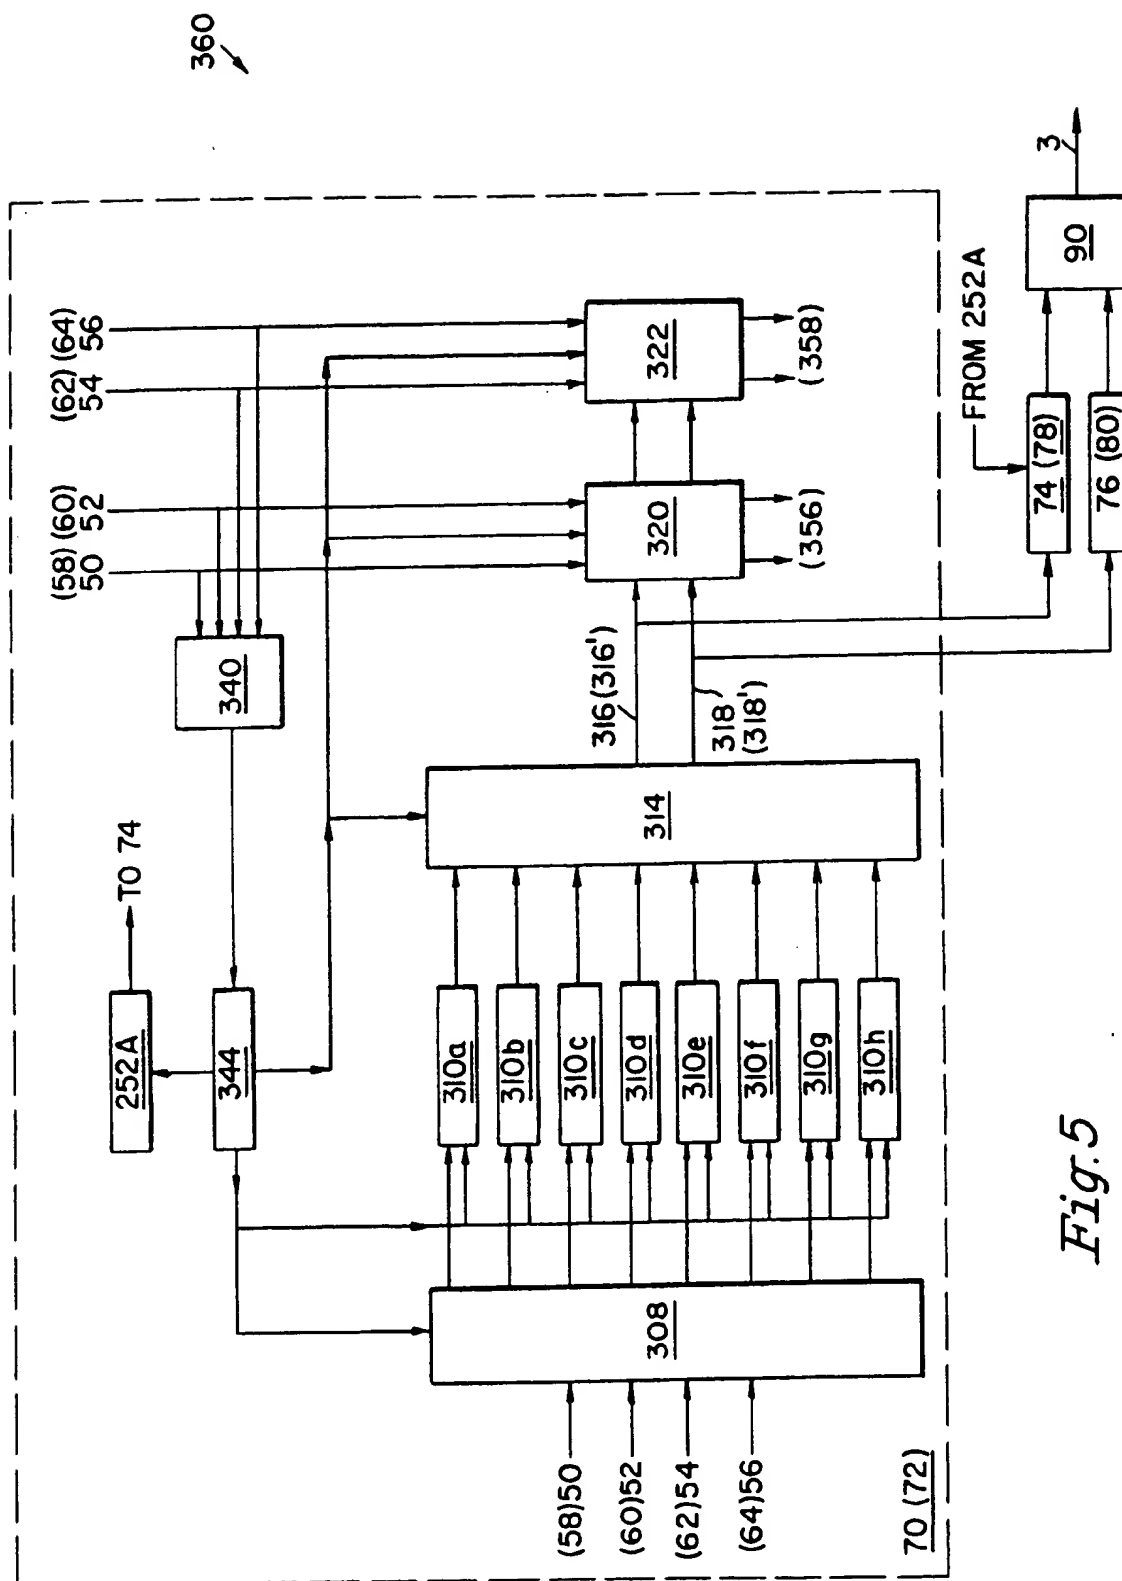 360
(58) (60)
50 52
(62) (64)
54 56
340
TO 74
252A
344
322
320
(358)
(356)
FROM 252A
3
90
74 (78)
76 (80)
316(316')
318
(318')
314
310a
310b
310c
310d
310e
310f
310g
310h
308
(58)50
(60)52
(62)54
(64)56
70 (72)
Fig. 5